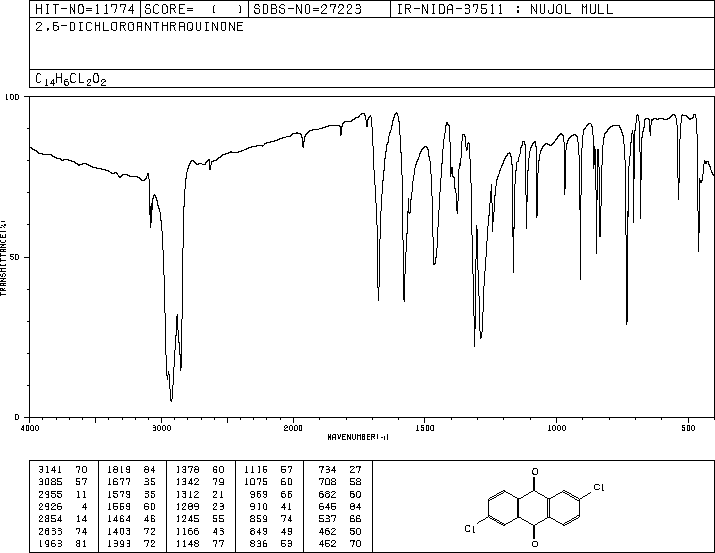 HIT-NO=11774 SCORE= ( ) SDBS-NO=27223 IR-NIDA-37511 : NUJOL MULL
2,6-DICHLOROANTHRAQUINONE
C14H6CL2O2
100
50
0
TRANSMITTANCE(%)
4000 3000 2000 1500 1000 500
WAVENUMBER(-1)
3141 70 1819 84 1378 60 1116 57 734 27
3085 57 1677 35 1342 79 1075 60 708 58
2955 11 1579 35 1312 21 969 66 682 60
2926 4 1559 60 1289 23 910 41 645 84
2854 14 1464 46 1245 55 859 74 537 66
2633 74 1403 72 1166 43 849 49 462 50
1963 81 1393 72 1148 77 836 53 452 70
O
Cl
Cl
O